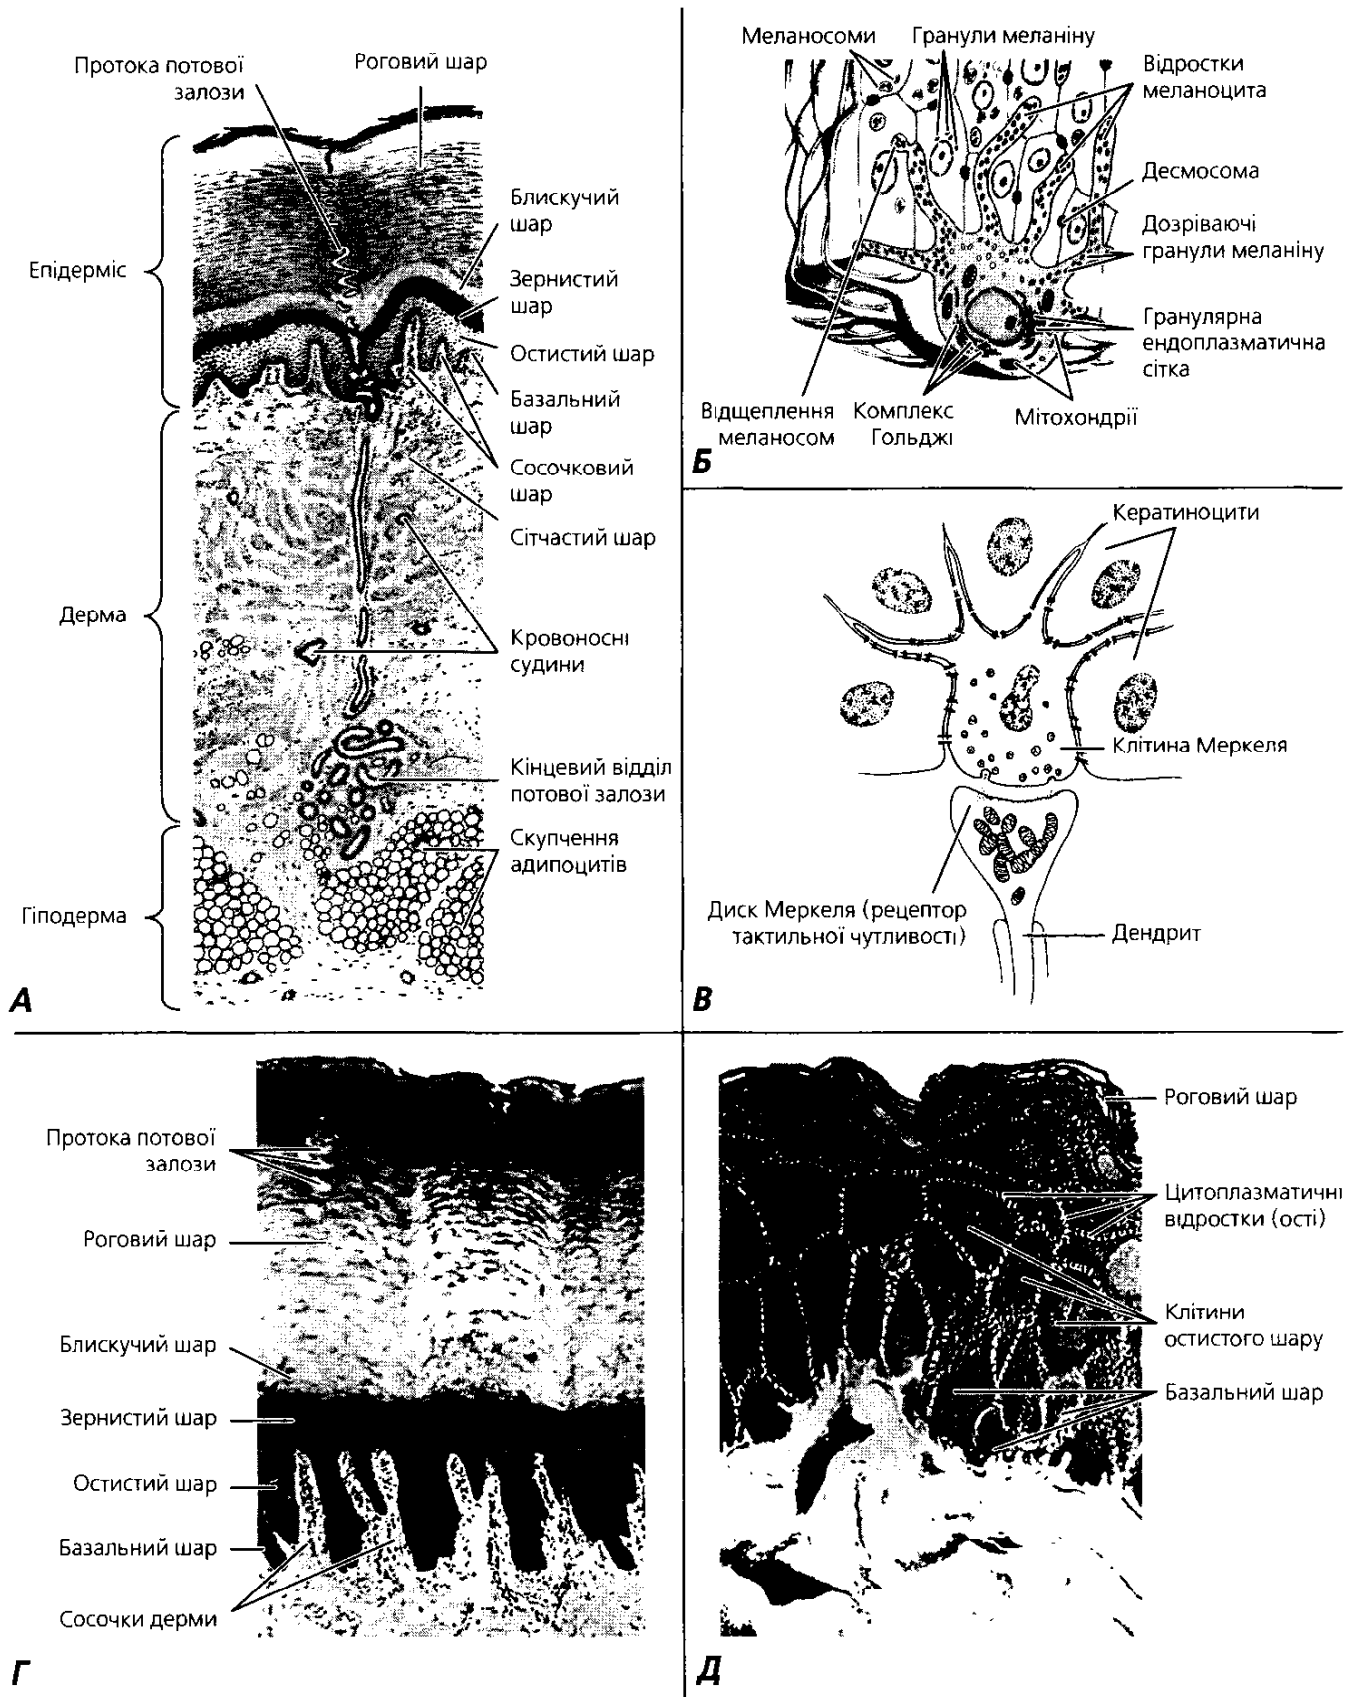 Протока потової
залози
Роговий шар
Блискучий
шар
Епідерміс
Зернистий
шар
Остистий шар
Базальний
шар
Сосочковий
шар
Сітчастий шар
Дерма
Кровоносні
судини
Кінцевий відділ
потової залози
Скупчення
адипоцитів
Гіподерма
А
Меланосоми
Гранули меланіну
Відростки
меланоцита
Десмосома
Дозріваючі
гранули меланіну
Гранулярна
ендоплазматична
сітка
Відщеплення
меланосом
Комплекс
Гольджі
Мітохондрії
Б
Кератиноцити
Клітина Меркеля
Диск Меркеля (рецептор
тактильної чутливості)
Дендрит
В
Протока потової
залози
Роговий шар
Блискучий шар
Зернистий шар
Остистий шар
Базальний шар
Сосочки дерми
Г
Роговий шар
Цитоплазматичні
відростки (ості)
Клітини
остистого шару
Базальний шар
Д